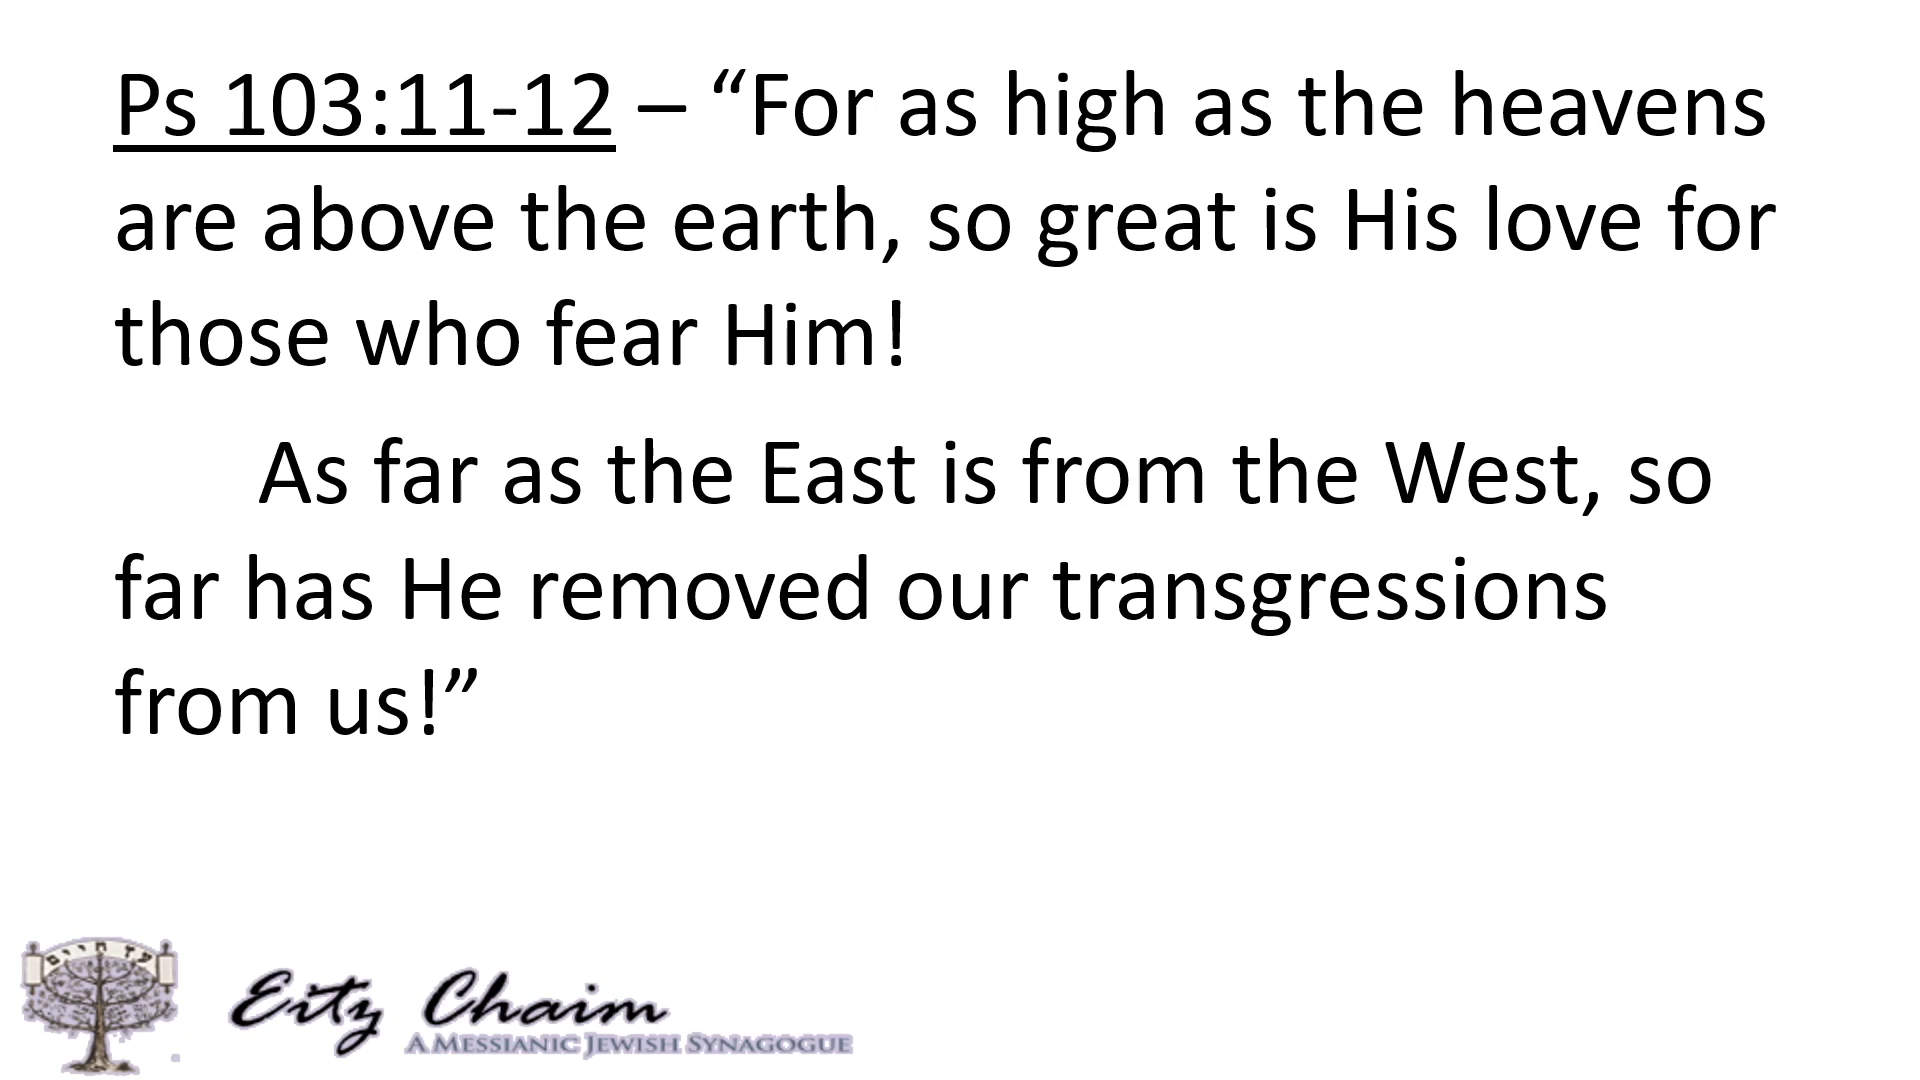 Ps 103:11-12 – “For as high as the heavens
are above the earth, so great is His love for
those who fear Him!
As far as the East is from the West, so
far has He removed our transgressions
from us!”
עץ חיים
Eitz Chaim
A Messianic Jewish Synagogue